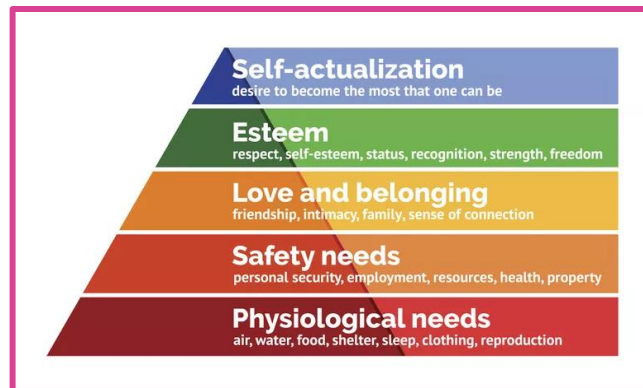 Self-actualization
desire to become the most that one can be
Esteem
respect, self-esteem, status, recognition, strength, freedom
Love and belonging
friendship, intimacy, family, sense of connection
Safety needs
personal security, employment, resources, health, property
Physiological needs
air, water, food, shelter, sleep, clothing, reproduction